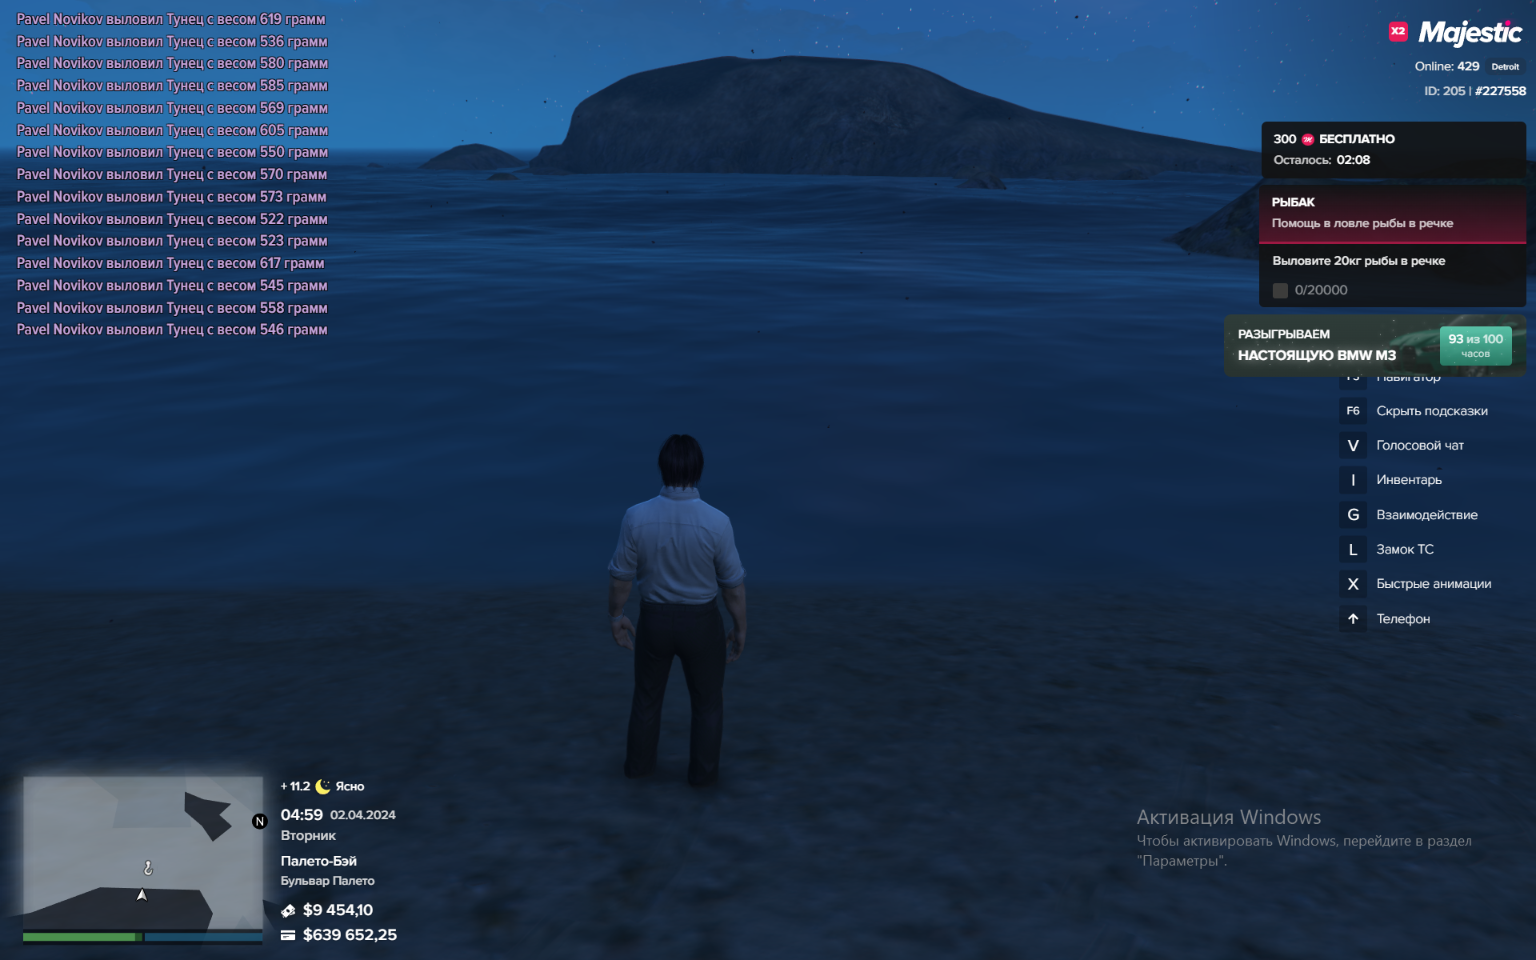 Pavel Novikov выловил Тунец с весом 619 грамм
Pavel Novikov выловил Тунец с весом 536 грамм
Pavel Novikov выловил Тунец с весом 580 грамм
Pavel Novikov выловил Тунец с весом 585 грамм
Pavel Novikov выловил Тунец с весом 569 грамм
Pavel Novikov выловил Тунец с весом 605 грамм
Pavel Novikov выловил Тунец с весом 550 грамм
Pavel Novikov выловил Тунец с весом 570 грамм
Pavel Novikov выловил Тунец с весом 573 грамм
Pavel Novikov выловил Тунец с весом 522 грамм
Pavel Novikov выловил Тунец с весом 523 грамм
Pavel Novikov выловил Тунец с весом 617 грамм
Pavel Novikov выловил Тунец с весом 545 грамм
Pavel Novikov выловил Тунец с весом 558 грамм
Pavel Novikov выловил Тунец с весом 546 грамм
X2 Majestic
Online: 429 Detroit
ID: 205 | #227558
300 БЕСПЛАТНО
Осталось: 02:08
РЫБАК
Помощь в ловле рыбы в речке
Выловите 20кг рыбы в речке
0/20000
РАЗЫГРЫВАЕМ
НАСТОЯЩУЮ BMW M3
93 из 100
часов
Навигатор
F6 Скрыть подсказки
V Голосовой чат
I Инвентарь
G Взаимодействие
L Замок ТС
X Быстрые анимации
Телефон
N
+ 11.2 Ясно
04:59 02.04.2024
Вторник
Палето-Бэй
Бульвар Палето
$9 454,10
$639 652,25
Активация Windows
Чтобы активировать Windows, перейдите в раздел
"Параметры".